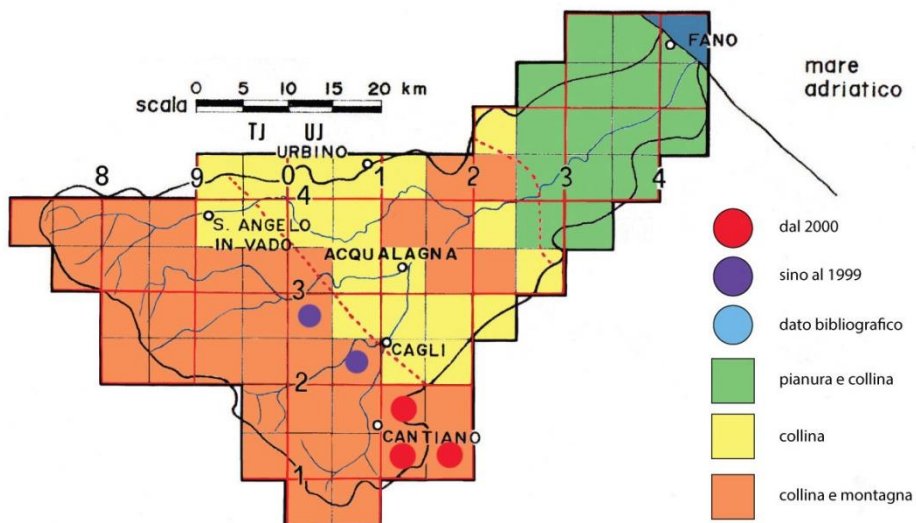 FANO
mare
adriatico
0 5 10 15 20 km
scala
TJ UJ
URBINO
8 9 0 1 2 3 4
4
S. ANGELO
IN VADO
ACQUALAGNA
3
CAGLI
2
CANTIANO
1
dal 2000
sino al 1999
dato bibliografico
pianura e collina
collina
collina e montagna